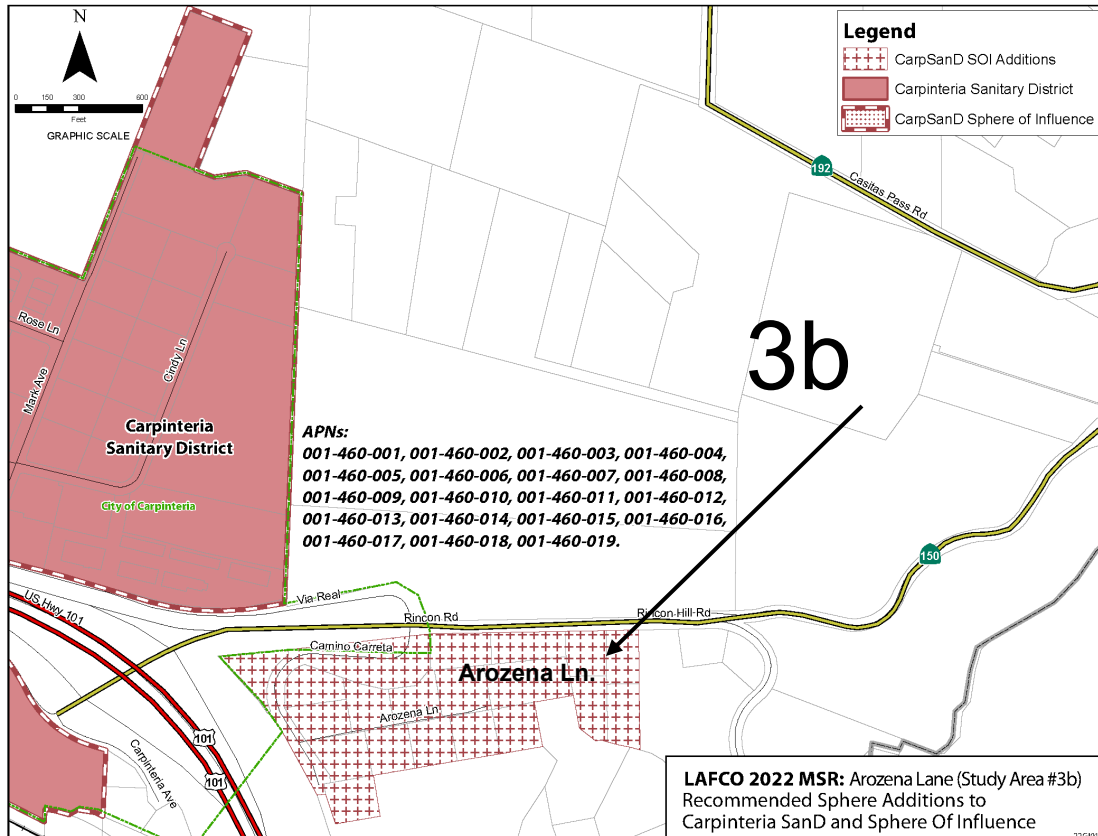 N
0 150 300 600
Feet
GRAPHIC SCALE
Legend
CarpSanD SOI Additions
Carpinteria Sanitary District
CarpSanD Sphere of Influence
192
Casitas Pass Rd
3b
Rose Ln
Mark Ave
Cindy Ln
Carpinteria
Sanitary District
City of Carpinteria
APNs:
001-460-001, 001-460-002, 001-460-003, 001-460-004,
001-460-005, 001-460-006, 001-460-007, 001-460-008,
001-460-009, 001-460-010, 001-460-011, 001-460-012,
001-460-013, 001-460-014, 001-460-015, 001-460-016,
001-460-017, 001-460-018, 001-460-019.
150
US Hwy 101
Via Real
Rincon Rd
Rincon Hill Rd
Camino Carreta
Arozena Ln.
Arozena Ln
101
101
Carpinteria Ave
LAFCO 2022 MSR: Arozena Lane (Study Area #3b)
Recommended Sphere Additions to
Carpinteria SanD and Sphere Of Influence